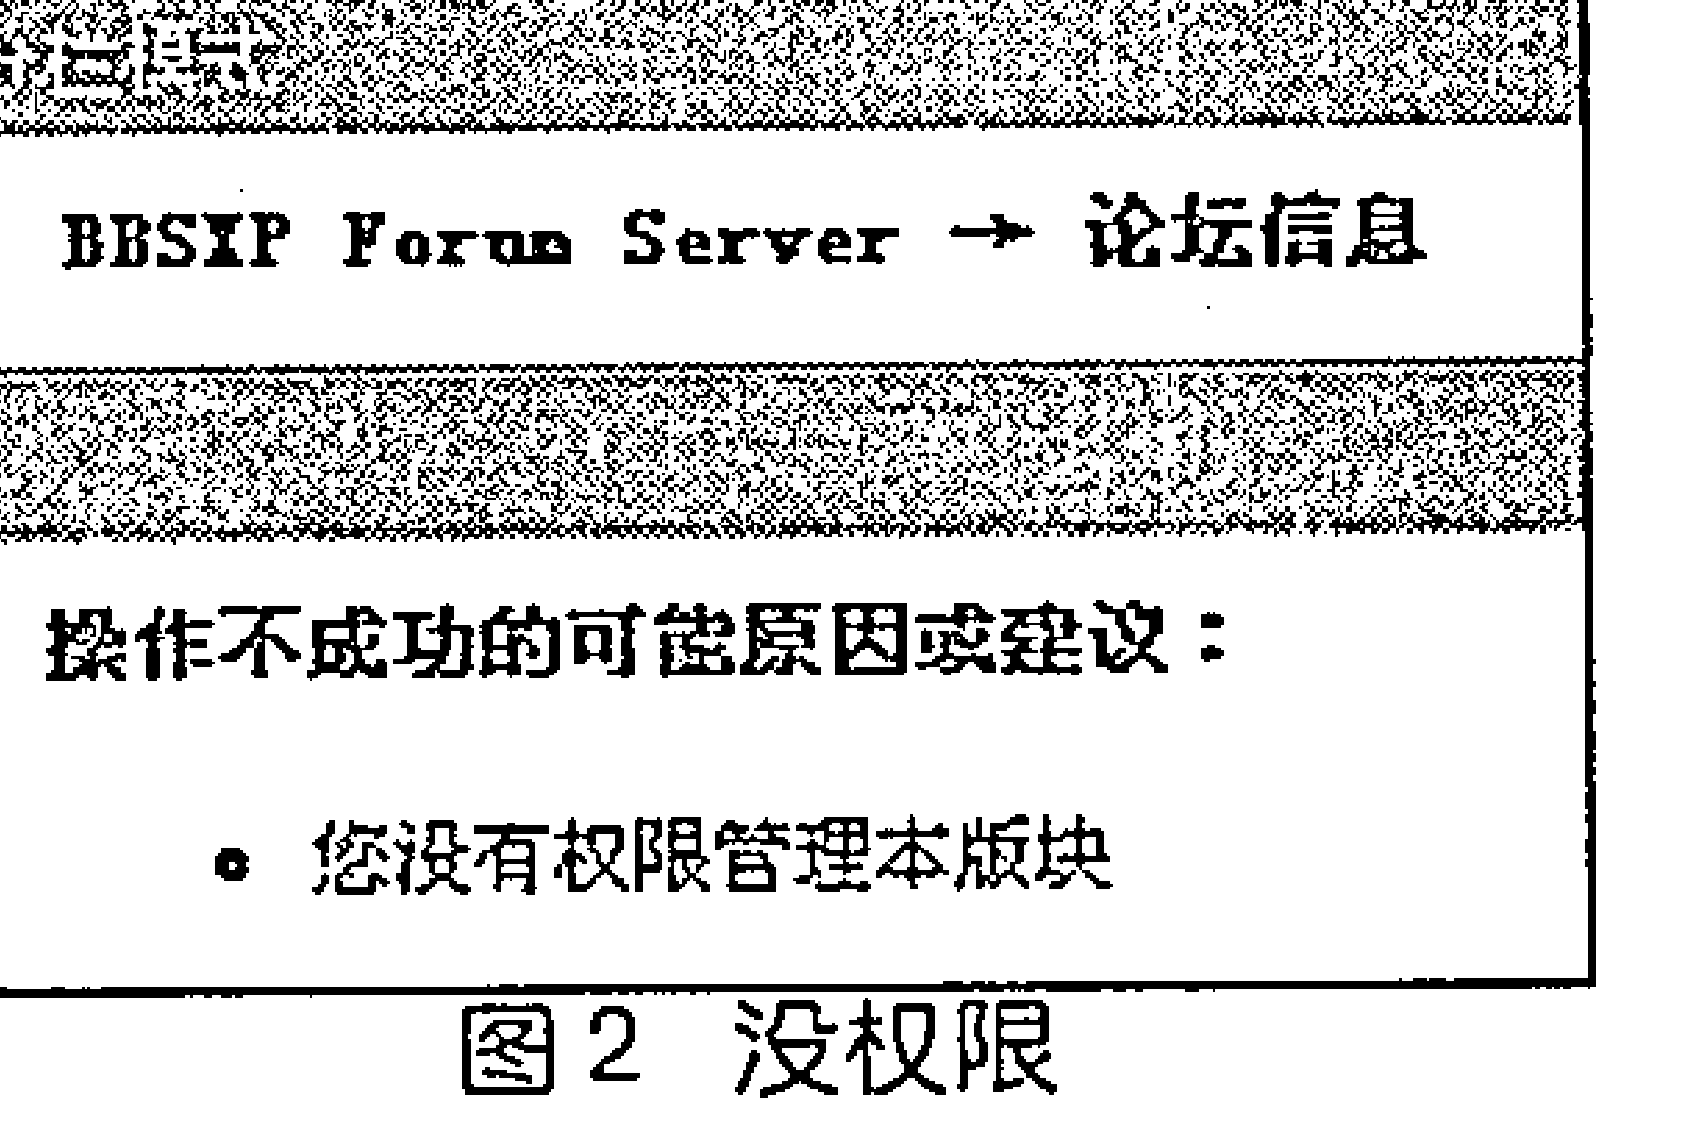 BBSXP Forum Server → 论坛信息
操作不成功的可能原因或建议：
• 您没有权限管理本版块
图2 没权限